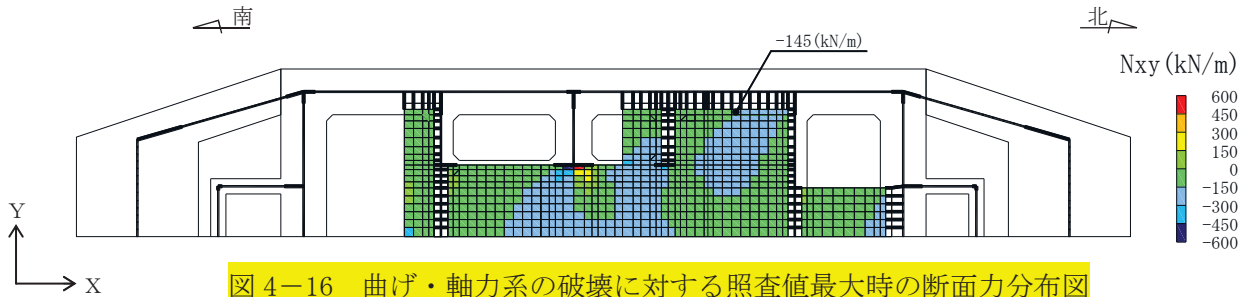 南
北
-145(kN/m)
Nxy(kN/m)
600
450
300
150
0
-150
-300
-450
-600
Y
X
図 4-16 曲げ・軸力系の破壊に対する照査値最大時の断面力分布図